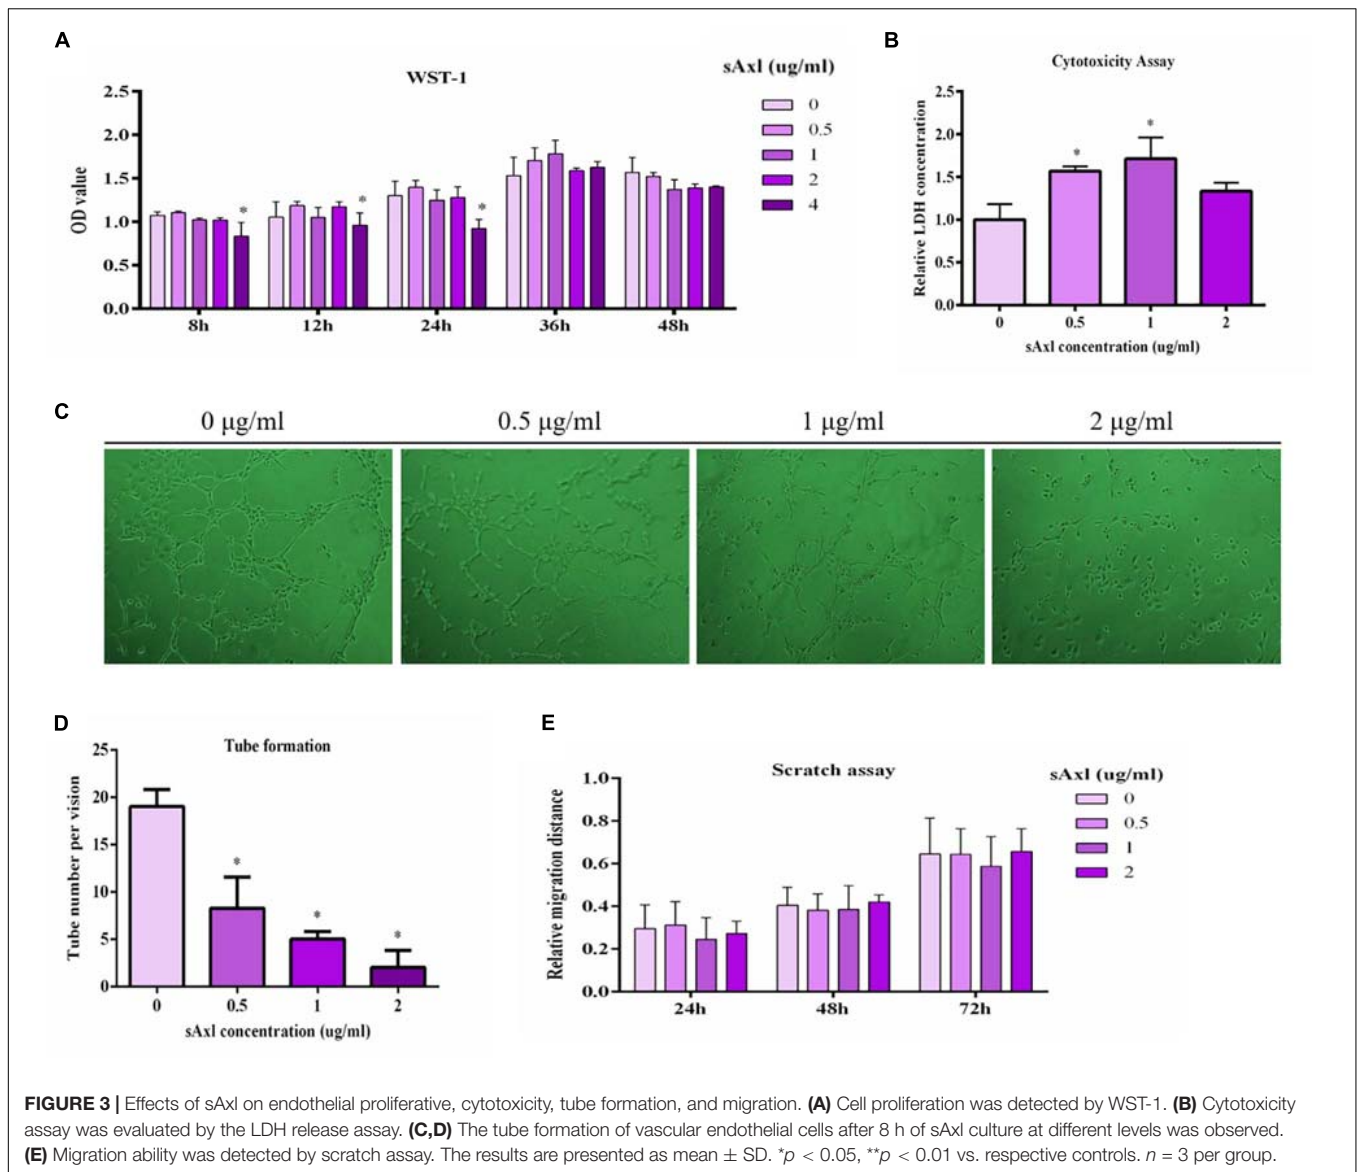 A
WST-1
sAxl (ug/ml)
0
0.5
1
2
4
OD value
2.5
2.0
1.5
1.0
0.5
0.0
* * *
8h 12h 24h 36h 48h
B
Cytotoxicity Assay
Relative LDH concentration
2.5
2.0
1.5
1.0
0.5
0.0
* *
0 0.5 1 2
sAxl concentration (ug/ml)
C
0 μg/ml 0.5 μg/ml 1 μg/ml 2 μg/ml
D
Tube formation
Tube number per vision
25
20
15
10
5
0
* * *
0 0.5 1 2
sAxl concentration (ug/ml)
E
Scratch assay
sAxl (ug/ml)
0
0.5
1
2
Relative migration distance
1.0
0.8
0.6
0.4
0.2
0.0
24h 48h 72h
FIGURE 3 | Effects of sAxl on endothelial proliferative, cytotoxicity, tube formation, and migration. (A) Cell proliferation was detected by WST-1. (B) Cytotoxicity
assay was evaluated by the LDH release assay. (C,D) The tube formation of vascular endothelial cells after 8 h of sAxl culture at different levels was observed.
(E) Migration ability was detected by scratch assay. The results are presented as mean ± SD. *p < 0.05, **p < 0.01 vs. respective controls. n = 3 per group.